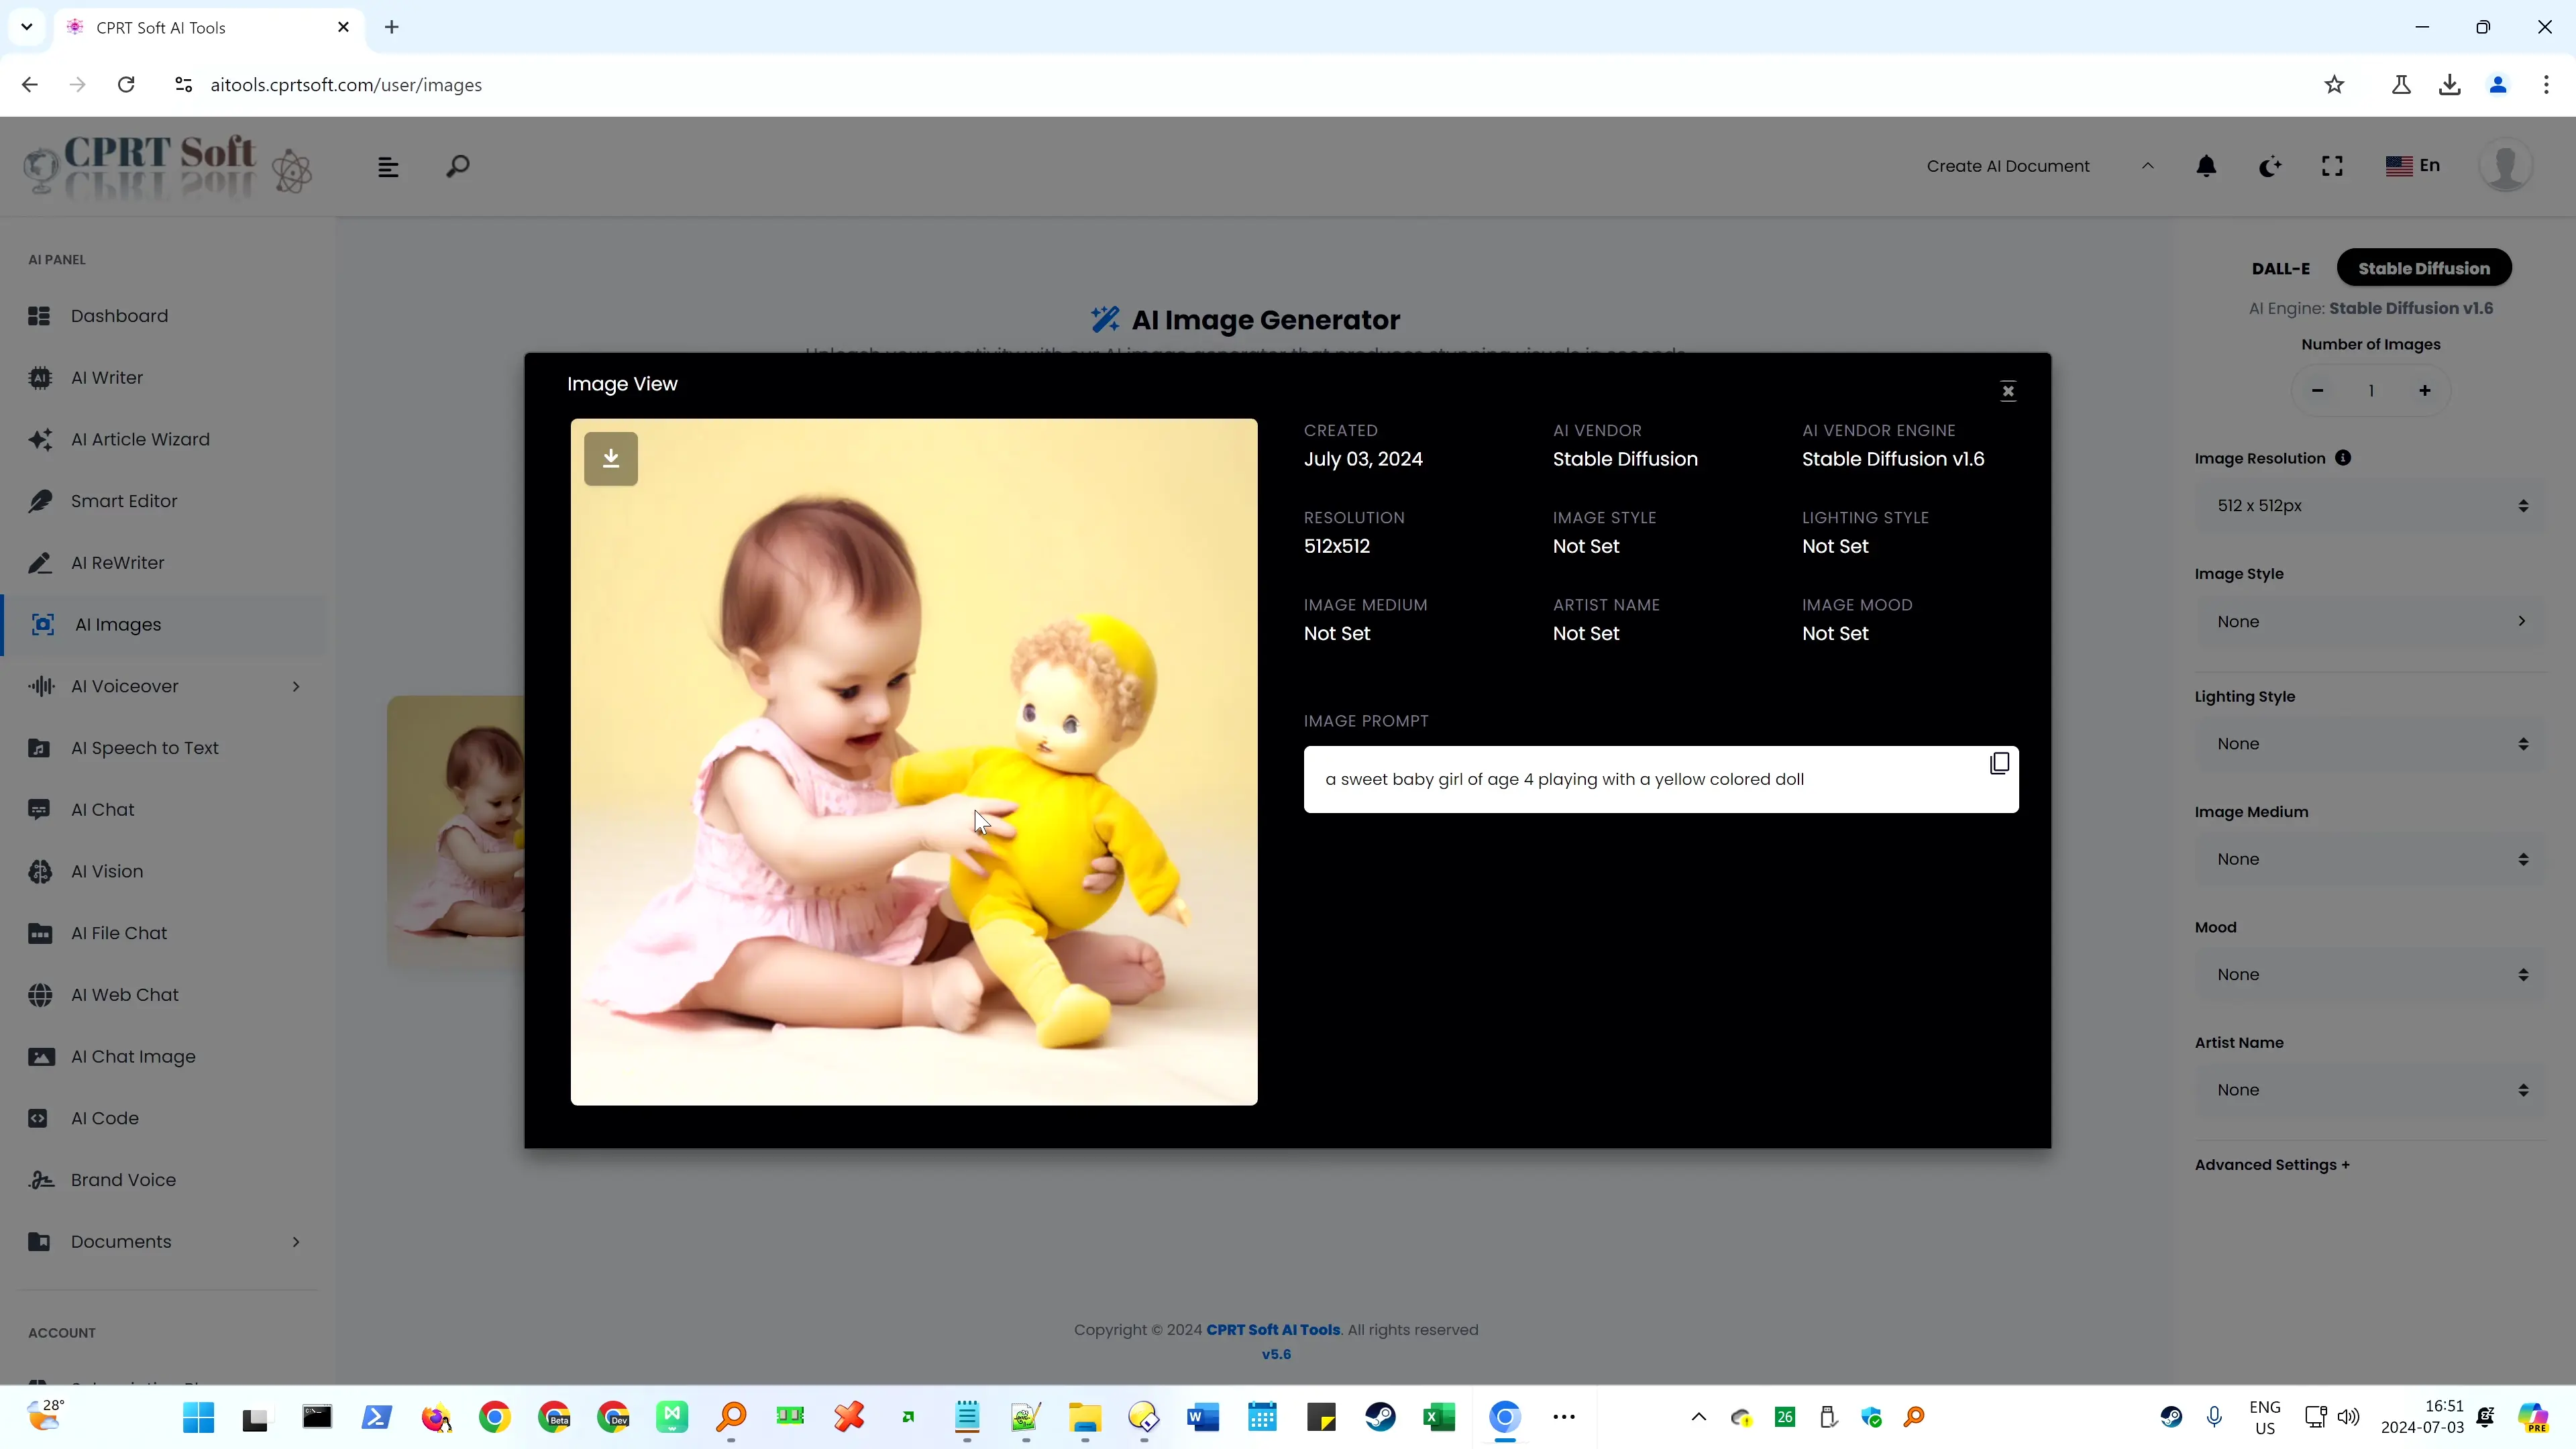 CPRT Soft AI Tools
aitools.cprtsoft.com/user/images
CPRT Soft
Create AI Document
En
AI PANEL
Dashboard
AI Writer
AI Article Wizard
Smart Editor
AI ReWriter
AI Images
AI Voiceover
AI Speech to Text
AI Chat
AI Vision
AI File Chat
AI Web Chat
AI Chat Image
AI Code
Brand Voice
Documents
ACCOUNT
AI Image Generator
Image View
CREATED
July 03, 2024
AI VENDOR
Stable Diffusion
AI VENDOR ENGINE
Stable Diffusion v1.6
RESOLUTION
512x512
IMAGE STYLE
Not Set
LIGHTING STYLE
Not Set
IMAGE MEDIUM
Not Set
ARTIST NAME
Not Set
IMAGE MOOD
Not Set
IMAGE PROMPT
a sweet baby girl of age 4 playing with a yellow colored doll
DALL-E
Stable Diffusion
AI Engine: Stable Diffusion v1.6
Number of Images
1
Image Resolution
512 x 512px
Image Style
None
Lighting Style
None
Image Medium
None
Mood
None
Artist Name
None
Advanced Settings +
Copyright © 2024 CPRT Soft AI Tools. All rights reserved
v5.6
28°
Beta
Dev
26
ENG
US
16:51
2024-07-03
PRE